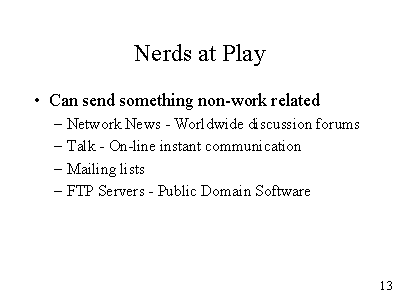 Nerds at Play
• Can send something non-work related
– Network News - Worldwide discussion forums
– Talk - On-line instant communication
– Mailing lists
– FTP Servers - Public Domain Software
13